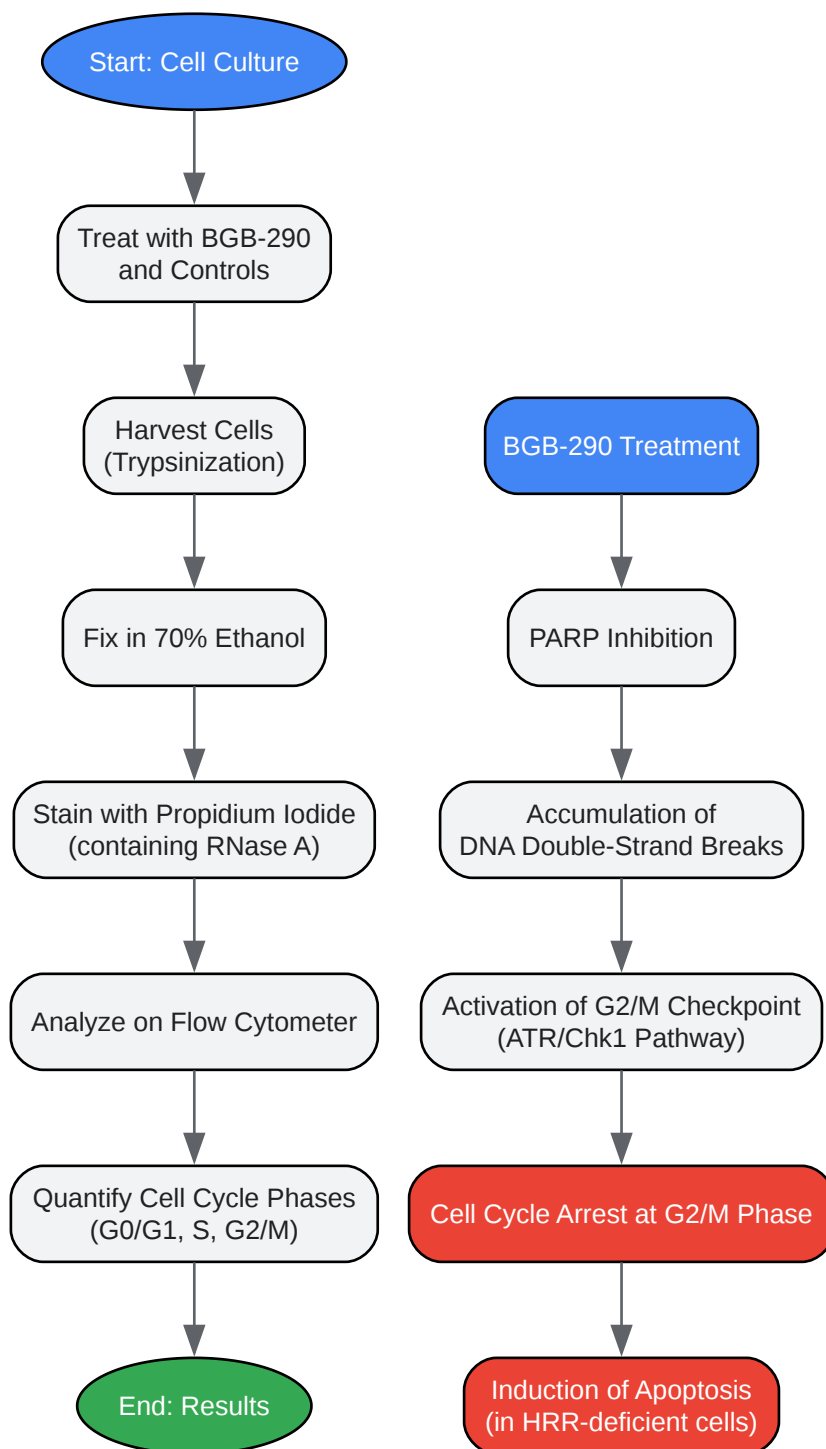 Start: Cell Culture
Treat with BGB-290
and Controls
Harvest Cells
(Trypsinization)
Fix in 70% Ethanol
Stain with Propidium Iodide
(containing RNase A)
Analyze on Flow Cytometer
Quantify Cell Cycle Phases
(G0/G1, S, G2/M)
End: Results
BGB-290 Treatment
PARP Inhibition
Accumulation of
DNA Double-Strand Breaks
Activation of G2/M Checkpoint
(ATR/Chk1 Pathway)
Cell Cycle Arrest at G2/M Phase
Induction of Apoptosis
(in HRR-deficient cells)